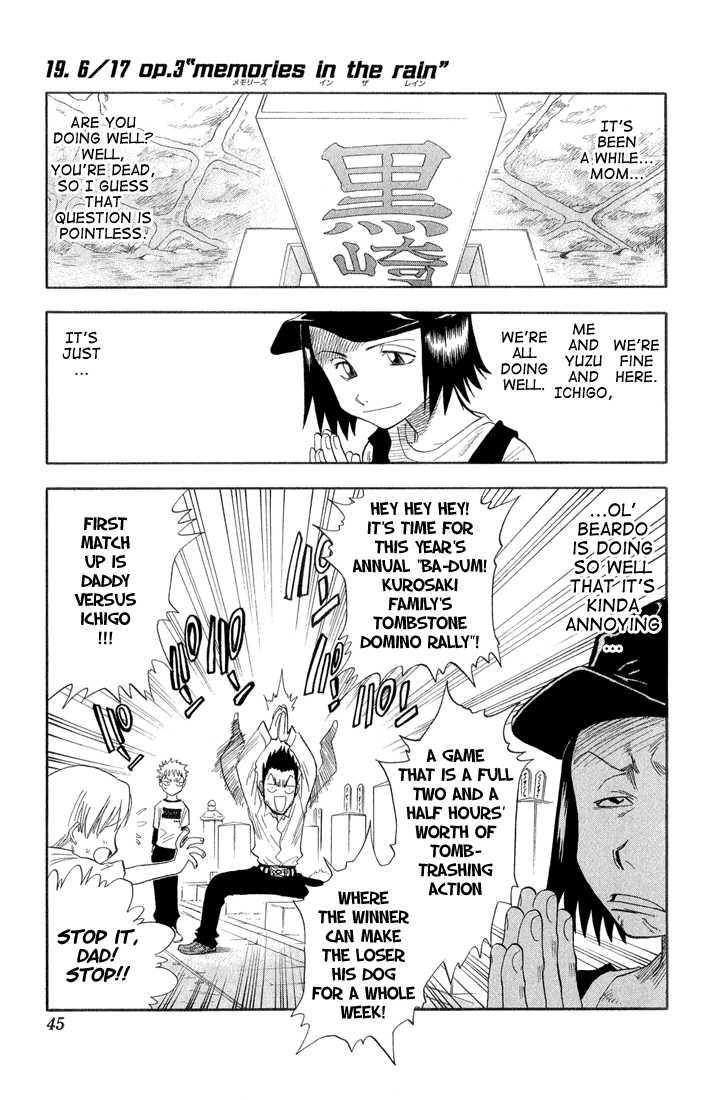 19. 6/17 op.3"memories in the rain"
メモリーズ イン ザ レイン
IT'S
BEEN
A WHILE...
MOM...
黒
崎
ARE YOU
DOING WELL?
WELL,
YOU'RE DEAD,
SO I GUESS
THAT
QUESTION IS
POINTLESS.
WE'RE
FINE
HERE.
ME
AND
YUZU
AND
ICHIGO,
WE'RE
ALL
DOING
WELL.
IT'S
JUST
...
...OL'
BEARDO
IS DOING
SO WELL
THAT IT'S
KINDA
ANNOYING
...
HEY HEY HEY!
IT'S TIME FOR
THIS YEAR'S
ANNUAL "BA-DUM!
KUROSAKI
FAMILY'S
TOMBSTONE
DOMINO RALLY"!
A GAME
THAT IS A FULL
TWO AND A
HALF HOURS'
WORTH OF
TOMB-
TRASHING
ACTION
WHERE
THE WINNER
CAN MAKE
THE LOSER
HIS DOG
FOR A WHOLE
WEEK!
FIRST
MATCH
UP IS
DADDY
VERSUS
ICHIGO
!!!
STOP IT,
DAD!
STOP!!
45